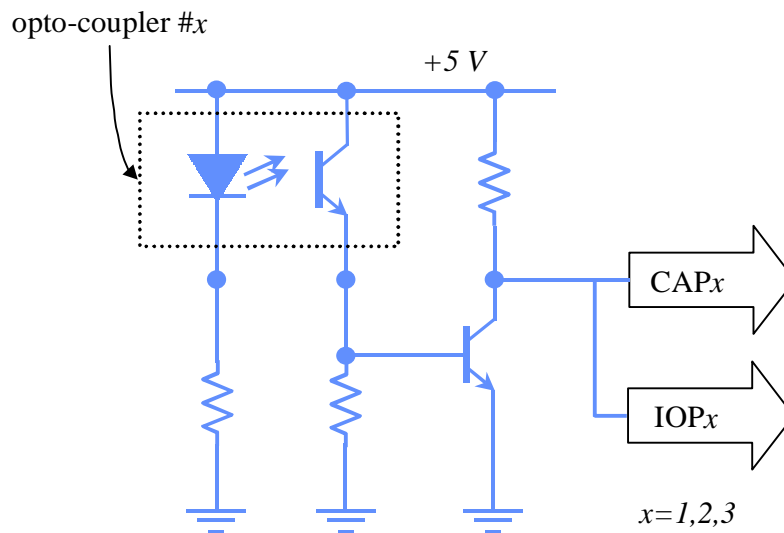 opto-coupler #x
+5 V
CAPx
IOPx
x=1,2,3